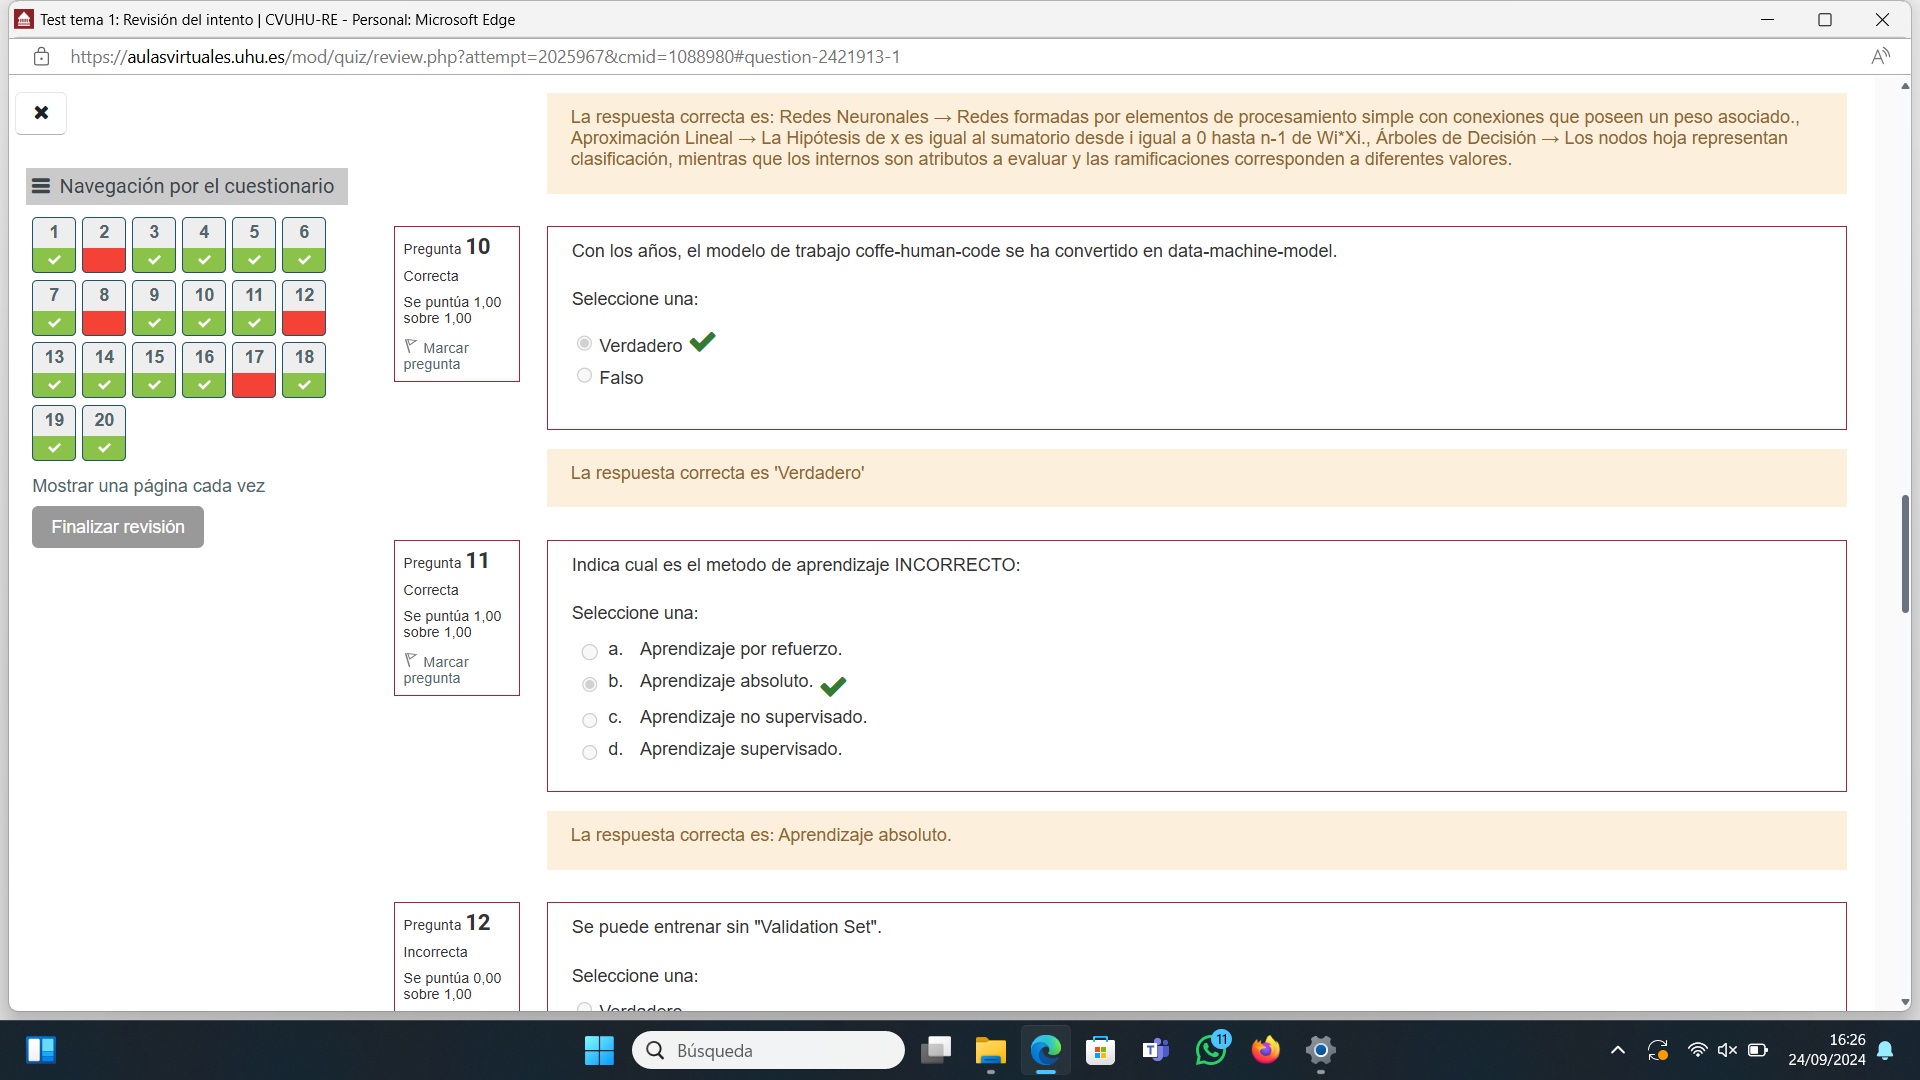 Test tema 1: Revisión del intento | CVUHU-RE - Personal: Microsoft Edge
https://aulasvirtuales.uhu.es/mod/quiz/review.php?attempt=2025967&cmid=1088980#question-2421913-1
Navegación por el cuestionario
1 2 3 4 5 6
7 8 9 10 11 12
13 14 15 16 17 18
19 20
Mostrar una página cada vez
Finalizar revisión
La respuesta correcta es: Redes Neuronales → Redes formadas por elementos de procesamiento simple con conexiones que poseen un peso asociado.,
Aproximación Lineal → La Hipótesis de x es igual al sumatorio desde i igual a 0 hasta n-1 de Wi*Xi., Árboles de Decisión → Los nodos hoja representan
clasificación, mientras que los internos son atributos a evaluar y las ramificaciones corresponden a diferentes valores.
Pregunta 10
Correcta
Se puntúa 1,00
sobre 1,00
Marcar
pregunta
Con los años, el modelo de trabajo coffe-human-code se ha convertido en data-machine-model.
Seleccione una:
Verdadero
Falso
La respuesta correcta es 'Verdadero'
Pregunta 11
Correcta
Se puntúa 1,00
sobre 1,00
Marcar
pregunta
Indica cual es el metodo de aprendizaje INCORRECTO:
Seleccione una:
a. Aprendizaje por refuerzo.
b. Aprendizaje absoluto.
c. Aprendizaje no supervisado.
d. Aprendizaje supervisado.
La respuesta correcta es: Aprendizaje absoluto.
Pregunta 12
Incorrecta
Se puntúa 0,00
sobre 1,00
Se puede entrenar sin "Validation Set".
Seleccione una:
Verdadero
Búsqueda
11
16:26
24/09/2024